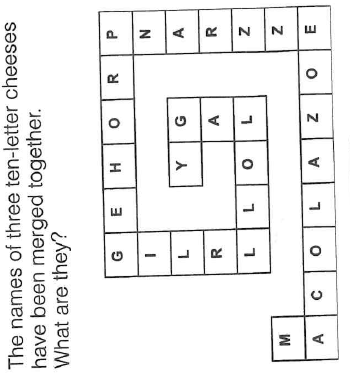 The names of three ten-letter cheeses
have been merged together.
What are they?
G E H O R P
I N
L Y G A
R A R
L L O L Z
M Z
A C O L A Z O E